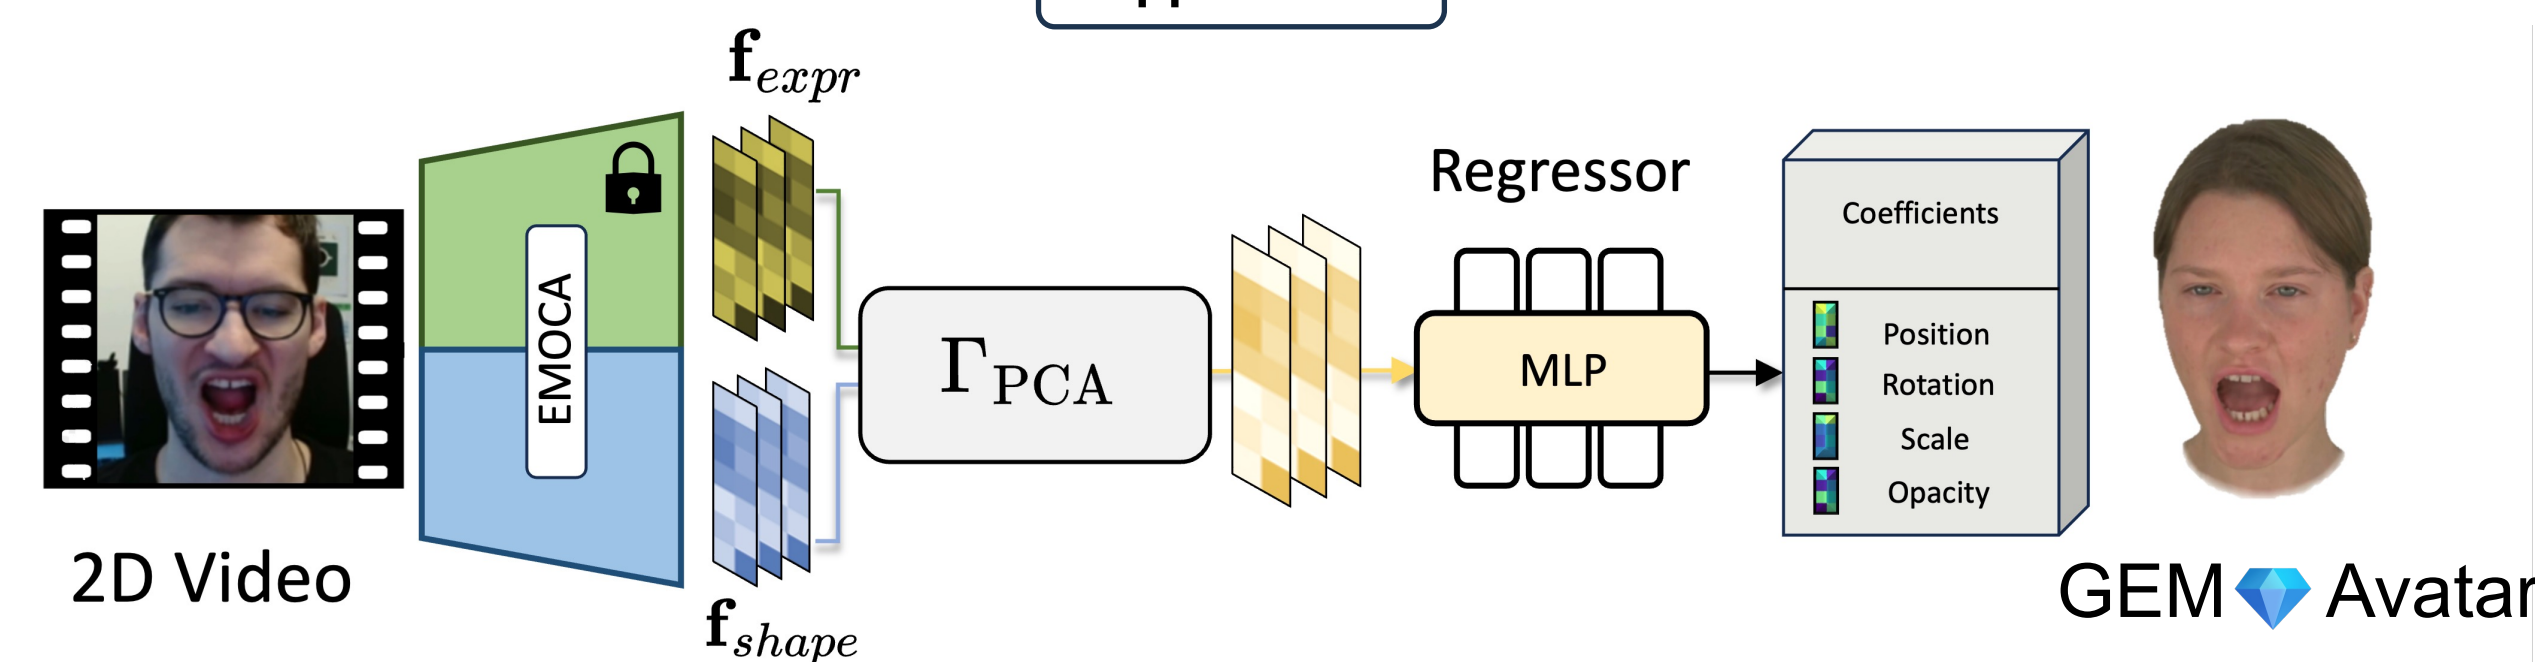 2D Video
EMOCA
f_expr
f_shape
Γ_PCA
Regressor
MLP
Coefficients
Position
Rotation
Scale
Opacity
GEM 💎 Avatar